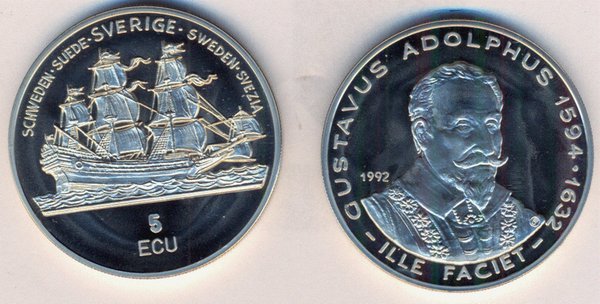 SCHWEDEN·SUEDE·SVERIGE·SWEDEN·SVEZIA
5
ECU
GUSTAVUS ADOLPHUS 1594·1632
1992
- ILLE FACIET -